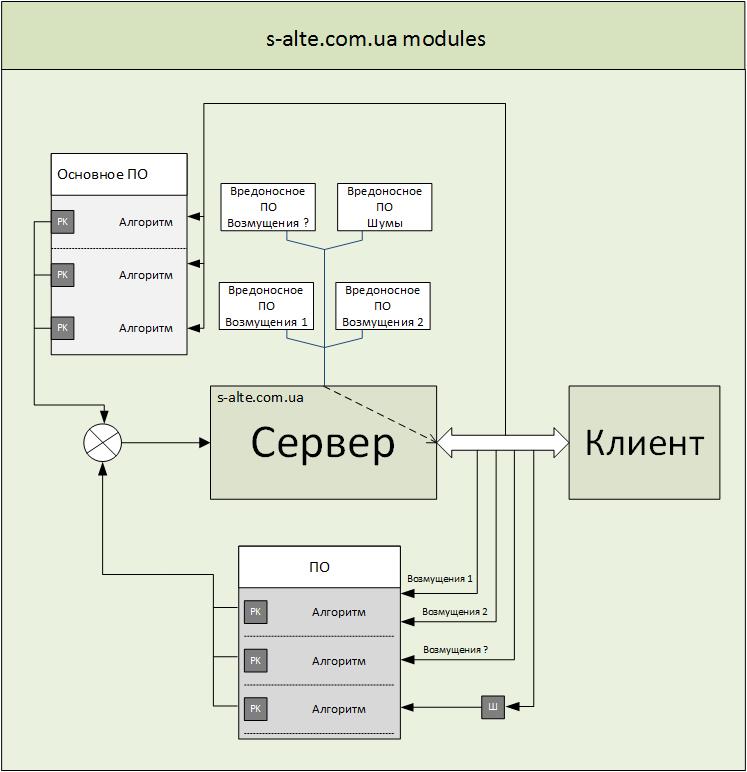 s-alte.com.ua modules
Основное ПО
РК
Алгоритм
РК
Алгоритм
РК
Алгоритм
Вредоносное
ПО
Возмущения ?
Вредоносное
ПО
Шумы
Вредоносное
ПО
Возмущения 1
Вредоносное
ПО
Возмущения 2
s-alte.com.ua
Сервер
Клиент
ПО
РК
Алгоритм
РК
Алгоритм
РК
Алгоритм
Возмущения 1
Возмущения 2
Возмущения ?
Ш